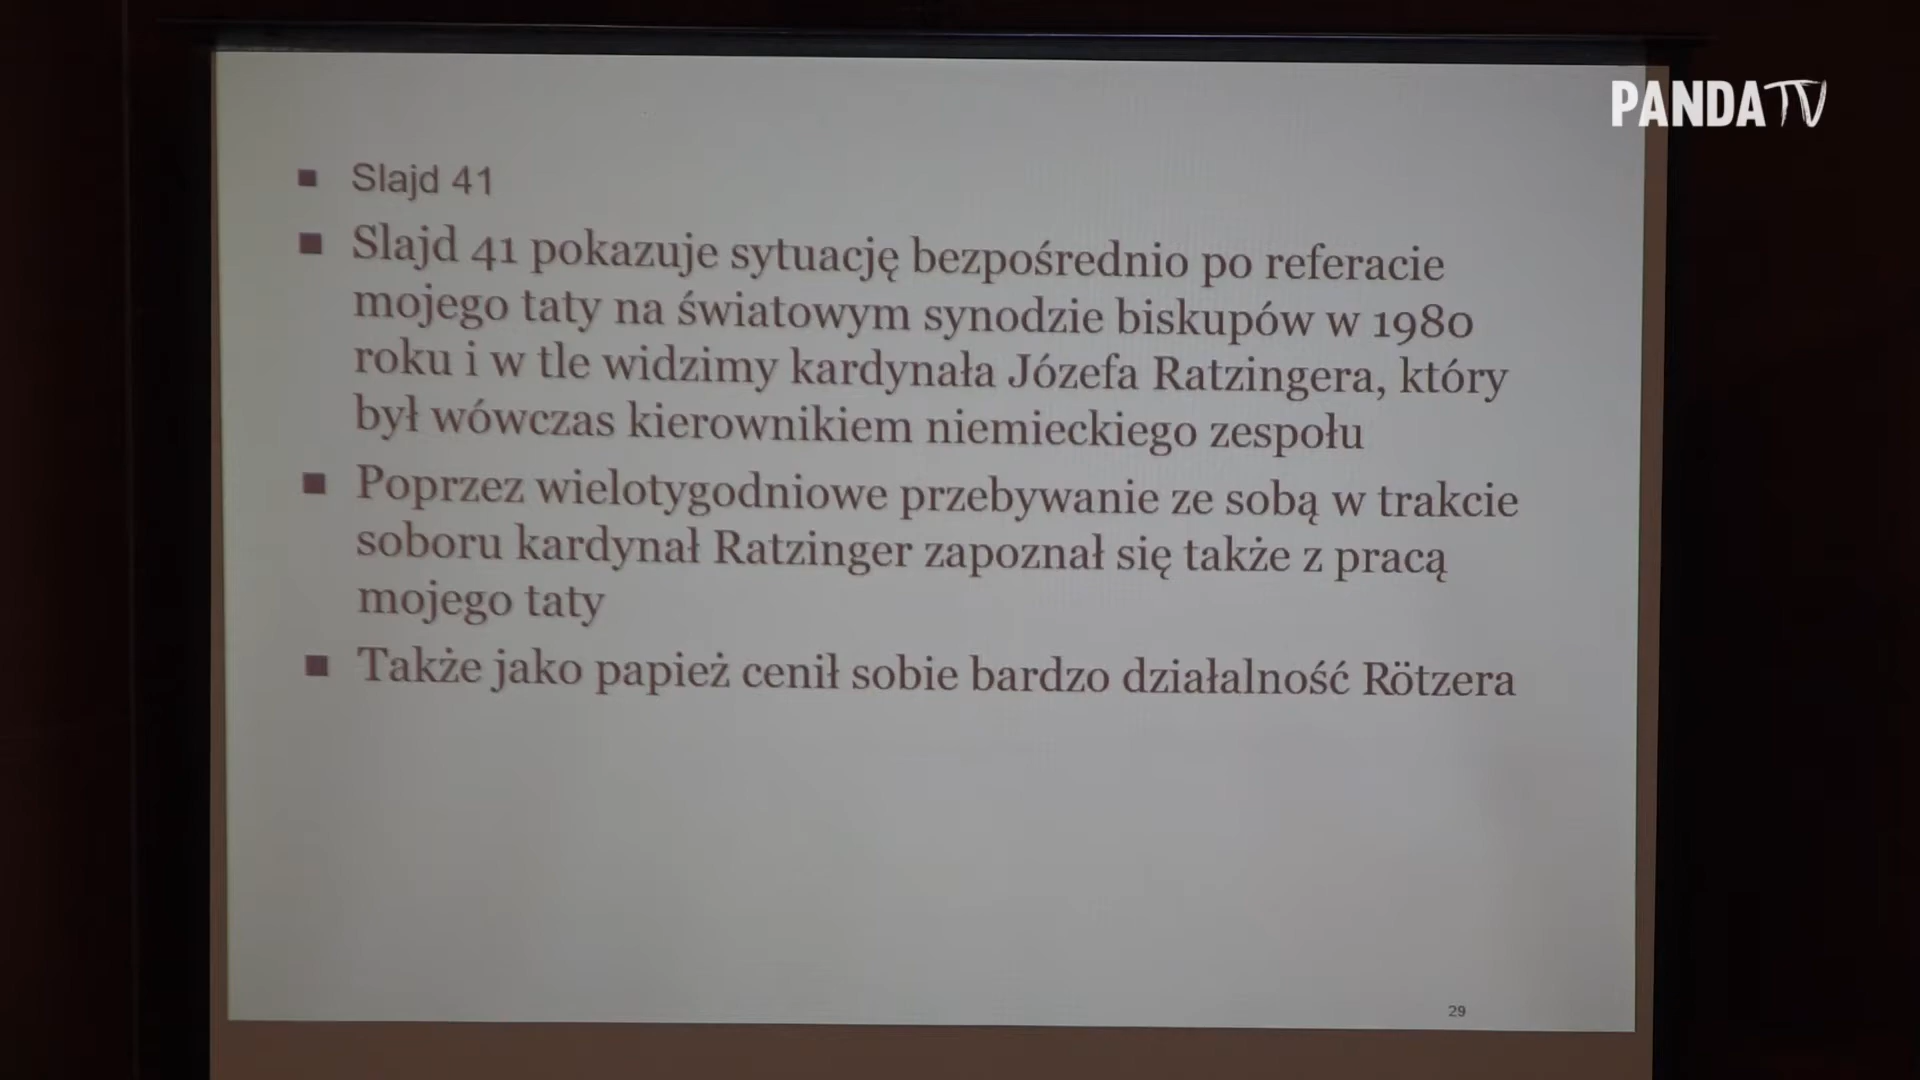 PANDA TV
Slajd 41
Slajd 41 pokazuje sytuację bezpośrednio po referacie
mojego taty na światowym synodzie biskupów w 1980
roku i w tle widzimy kardynała Józefa Ratzingera, który
był wówczas kierownikiem niemieckiego zespołu
Poprzez wielotygodniowe przebywanie ze sobą w trakcie
soboru kardynał Ratzinger zapoznał się także z pracą
mojego taty
Także jako papież cenił sobie bardzo działalność Rötzera
29